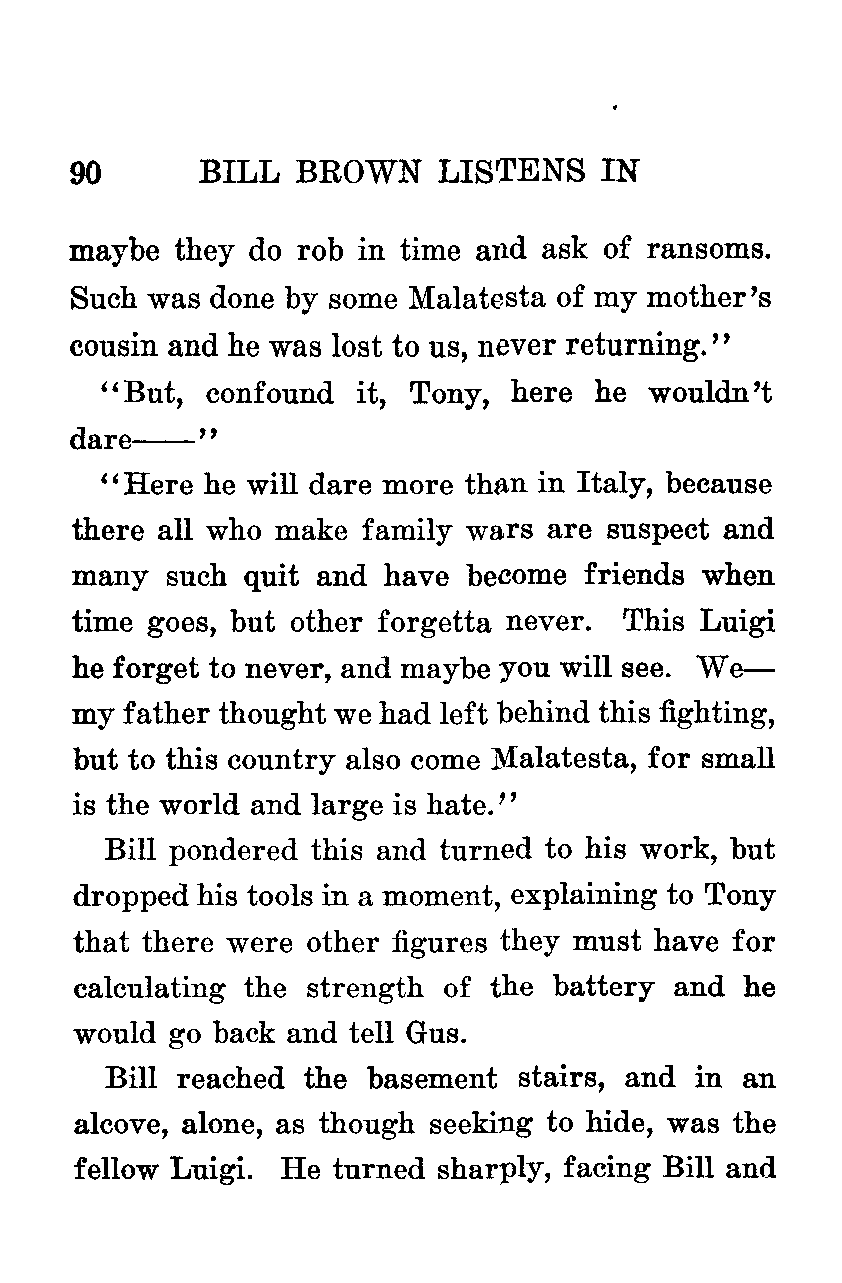 90 BILL BROWN LISTENS IN
maybe they do rob in time and ask of ransoms.
Such was done by some Malatesta of my mother's
cousin and he was lost to us, never returning."
"But, confound it, Tony, here he wouldn't
dare——"
"Here he will dare more than in Italy, because
there all who make family wars are suspect and
many such quit and have become friends when
time goes, but other forgetta never. This Luigi
he forget to never, and maybe you will see. We—
my father thought we had left behind this fighting,
but to this country also come Malatesta, for small
is the world and large is hate."
Bill pondered this and turned to his work, but
dropped his tools in a moment, explaining to Tony
that there were other figures they must have for
calculating the strength of the battery and he
would go back and tell Gus.
Bill reached the basement stairs, and in an
alcove, alone, as though seeking to hide, was the
fellow Luigi. He turned sharply, facing Bill and